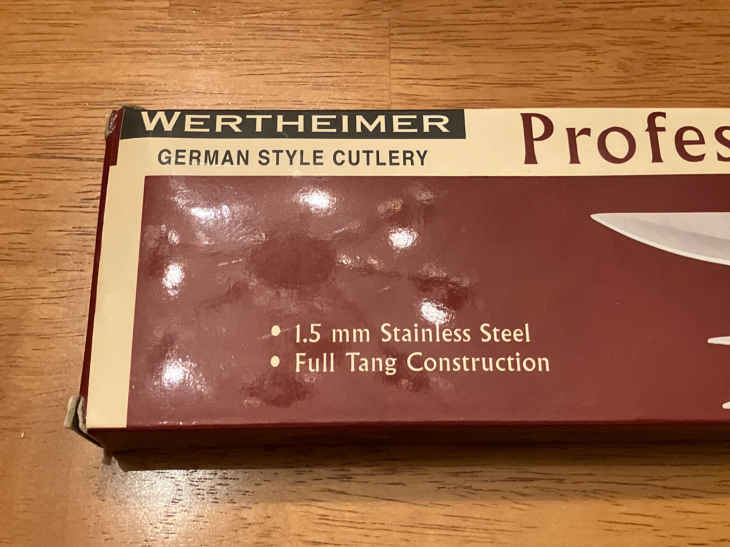 WERTHEIMER
GERMAN STYLE CUTLERY
Profes
• 1.5 mm Stainless Steel
• Full Tang Construction